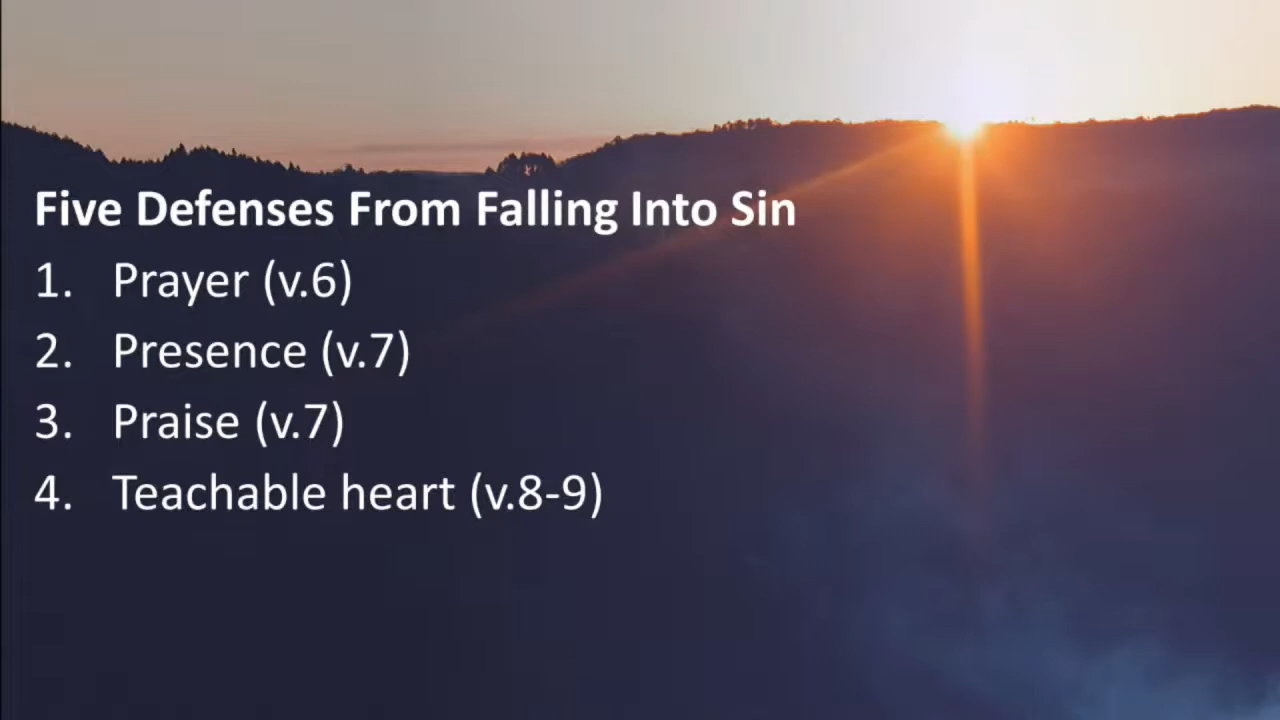 Five Defenses From Falling Into Sin
1. Prayer (v.6)
2. Presence (v.7)
3. Praise (v.7)
4. Teachable heart (v.8-9)